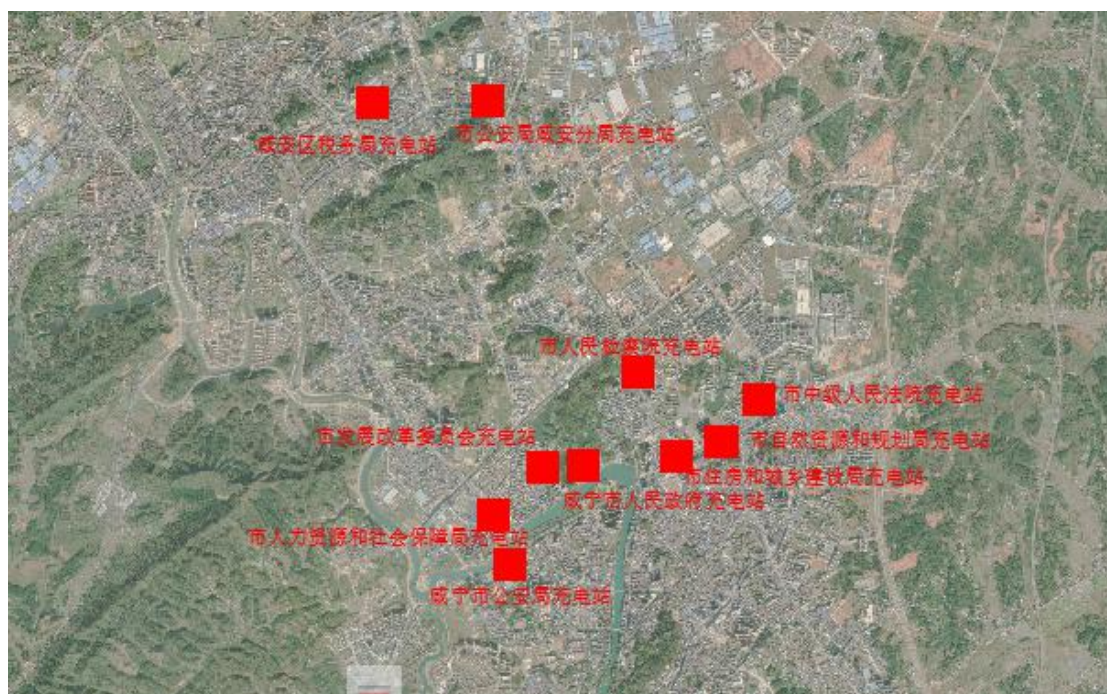 咸安区税务局充电站
市公安局咸安分局充电站
市人民检察院充电站
市中级人民法院充电站
市发展改革委员会充电站
市自然资源和规划局充电站
市住房和城乡建设局充电站
咸宁市人民政府充电站
市人力资源和社会保障局充电站
咸宁市公安局充电站